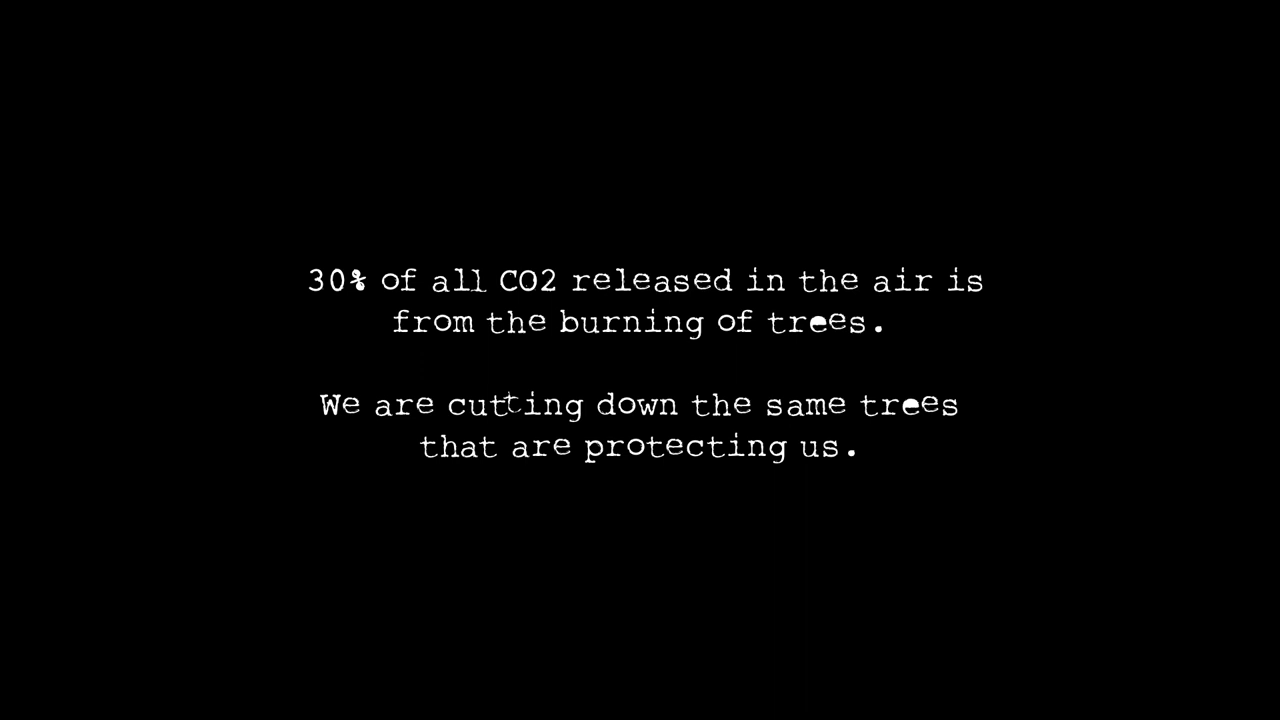 30% of all CO2 released in the air is
from the burning of trees.
We are cutting down the same trees
that are protecting us.